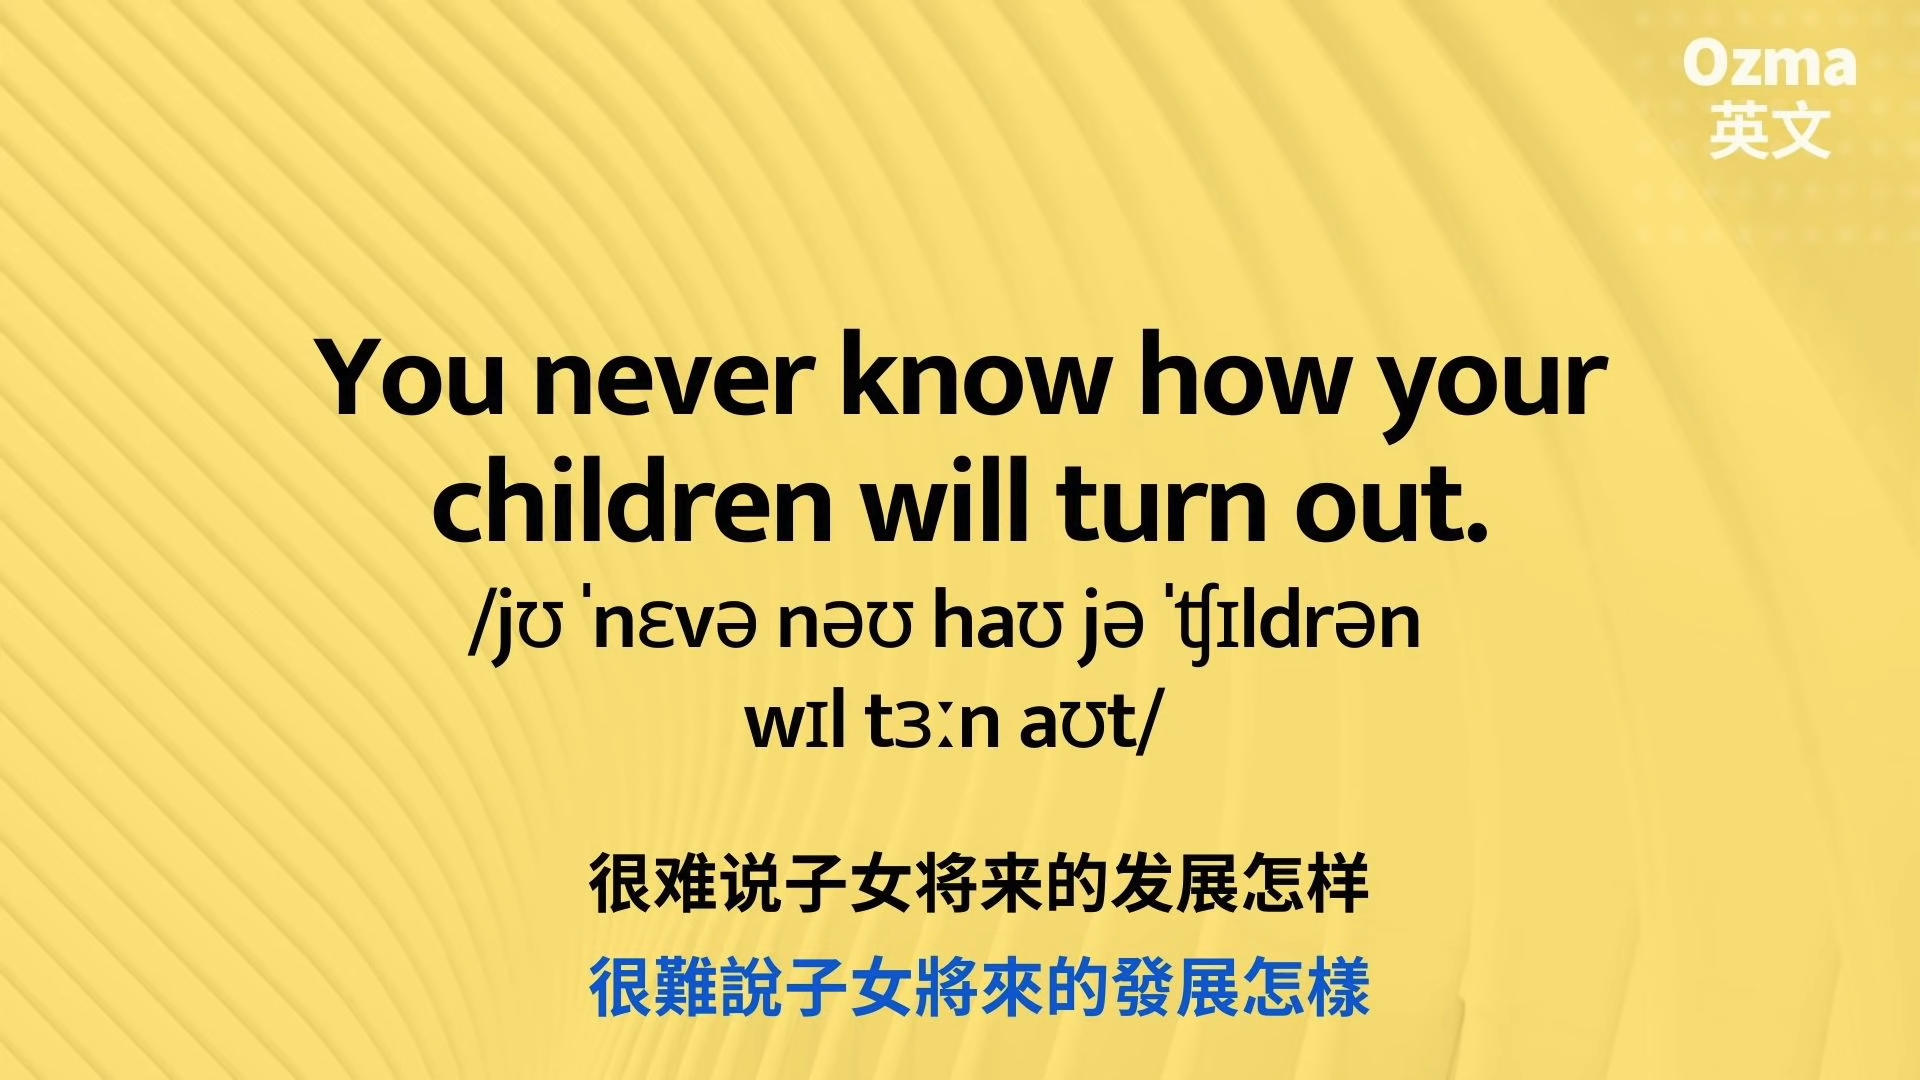 Ozma
英文
You never know how your
children will turn out.
/jʊ ˈnɛvə nəʊ haʊ jə ˈʧɪldrən
wɪl tɜːn aʊt/
很难说子女将来的发展怎样
很難說子女將來的發展怎樣